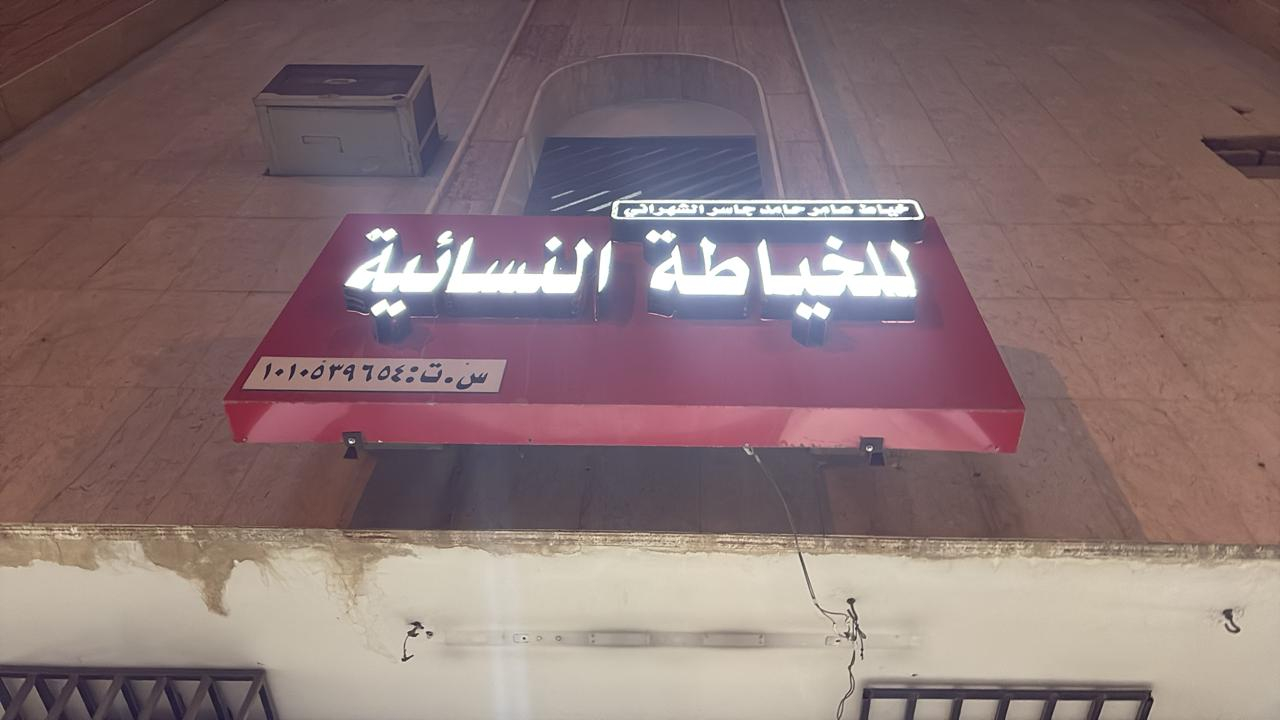 خياط عامر حامد جاسر الشهراني
للخياطة النسائية
س.ت:١٠١٠٥٣٩٦٥٤